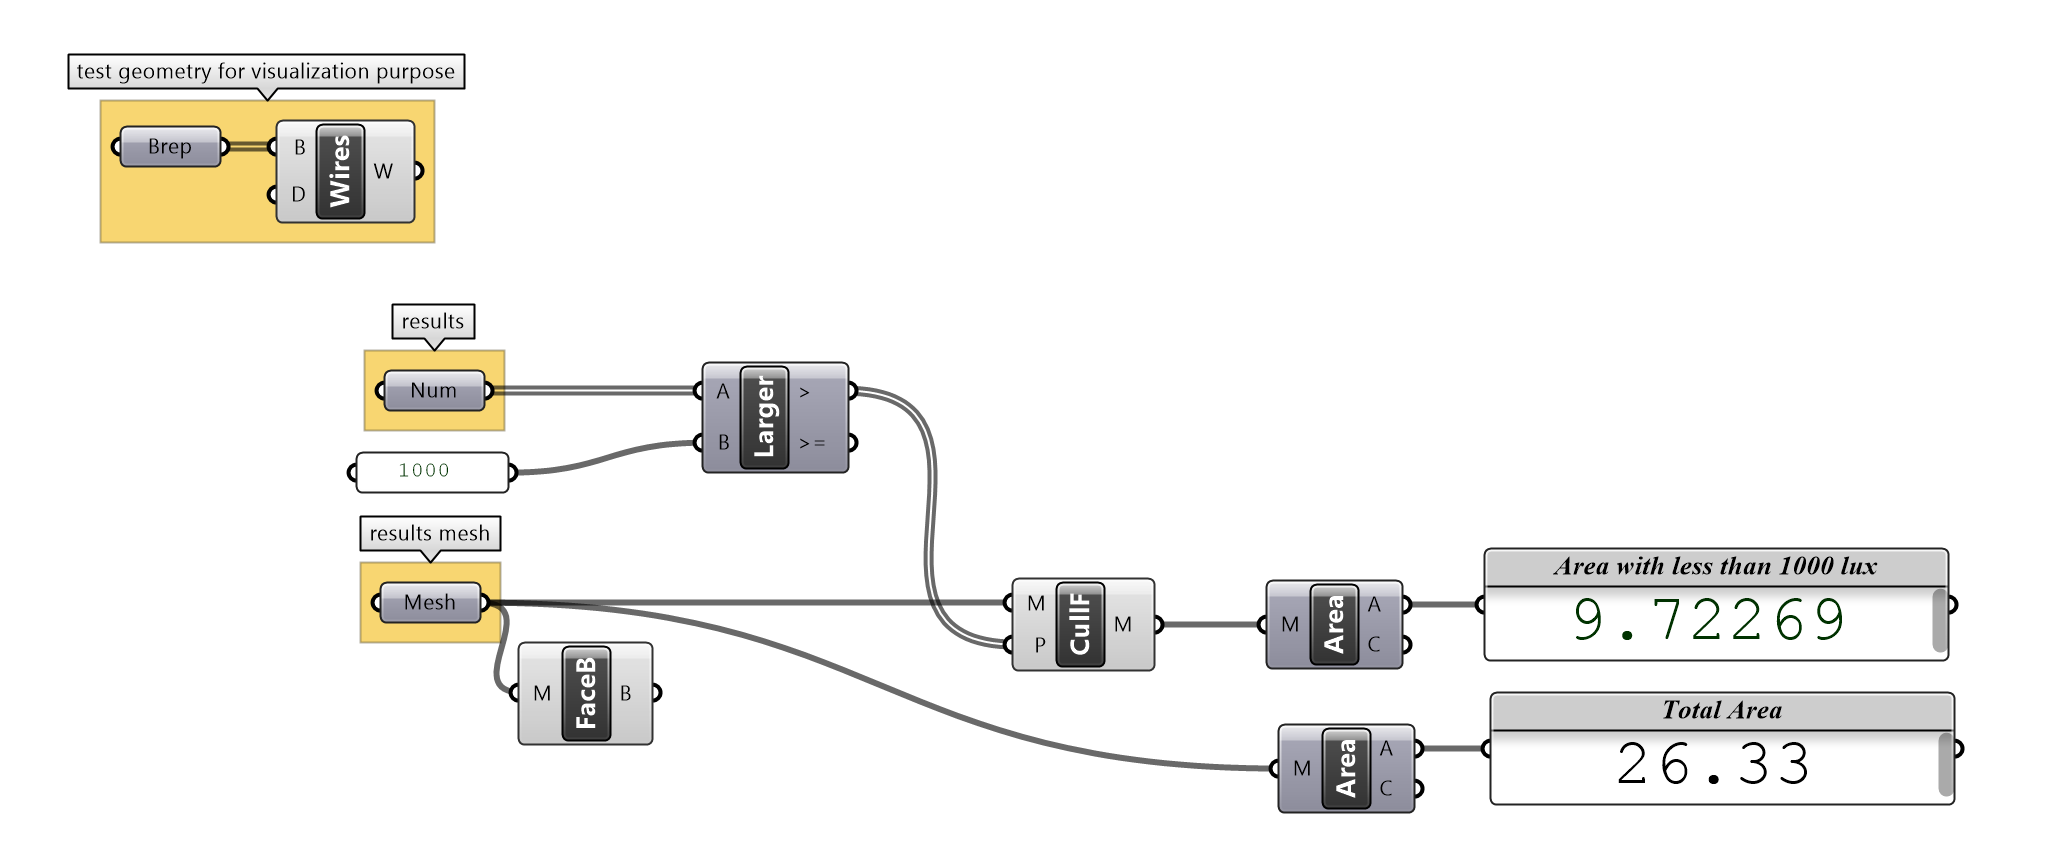 test geometry for visualization purpose
Brep
B
D
Wires
W
results
Num
1000
A
B
Larger
>
>=
results mesh
Mesh
M
FaceB
B
M
P
CullF
M
M
Area
A
C
Area with less than 1000 lux
9.72269
M
Area
A
C
Total Area
26.33